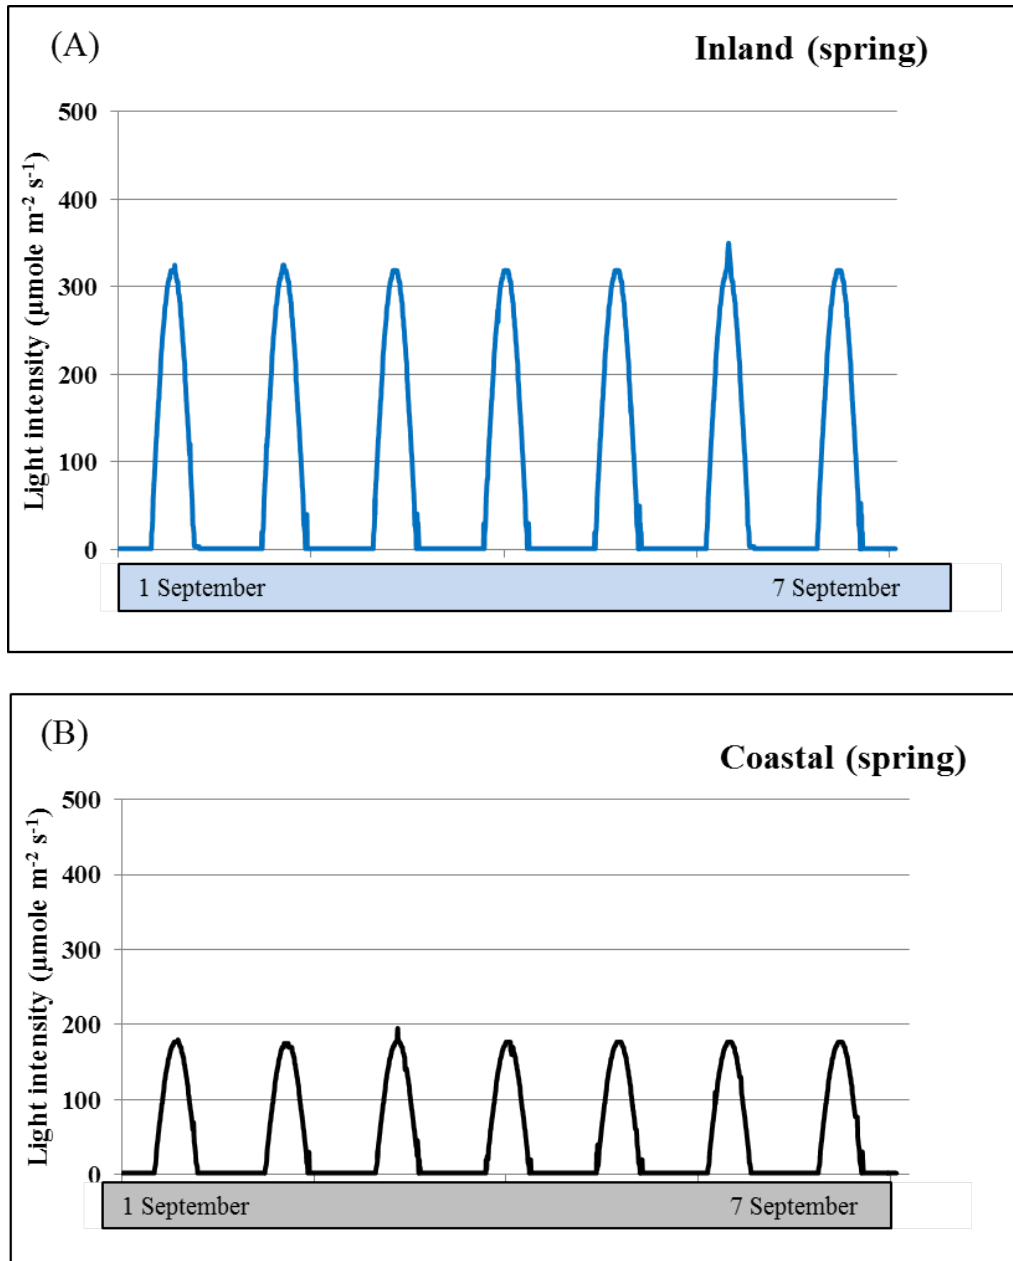 (A)
Inland (spring)
Light intensity (µmole m⁻² s⁻¹)
500
400
300
200
100
0
1 September 7 September
(B)
Coastal (spring)
Light intensity (µmole m⁻² s⁻¹)
500
400
300
200
100
0
1 September 7 September